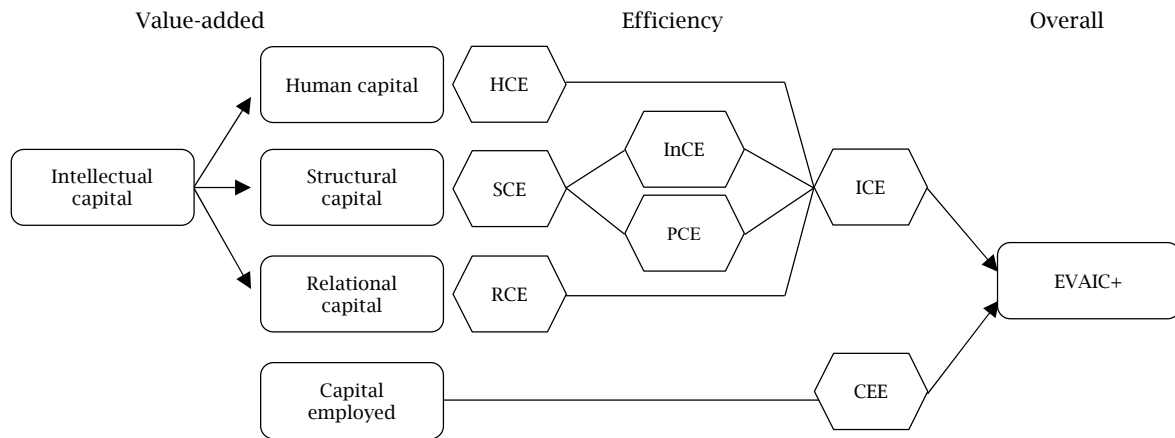 Value-added
Efficiency
Overall
Human capital
HCE
InCE
Intellectual
capital
Structural
capital
SCE
ICE
PCE
EVAIC+
Relational
capital
RCE
Capital
employed
CEE